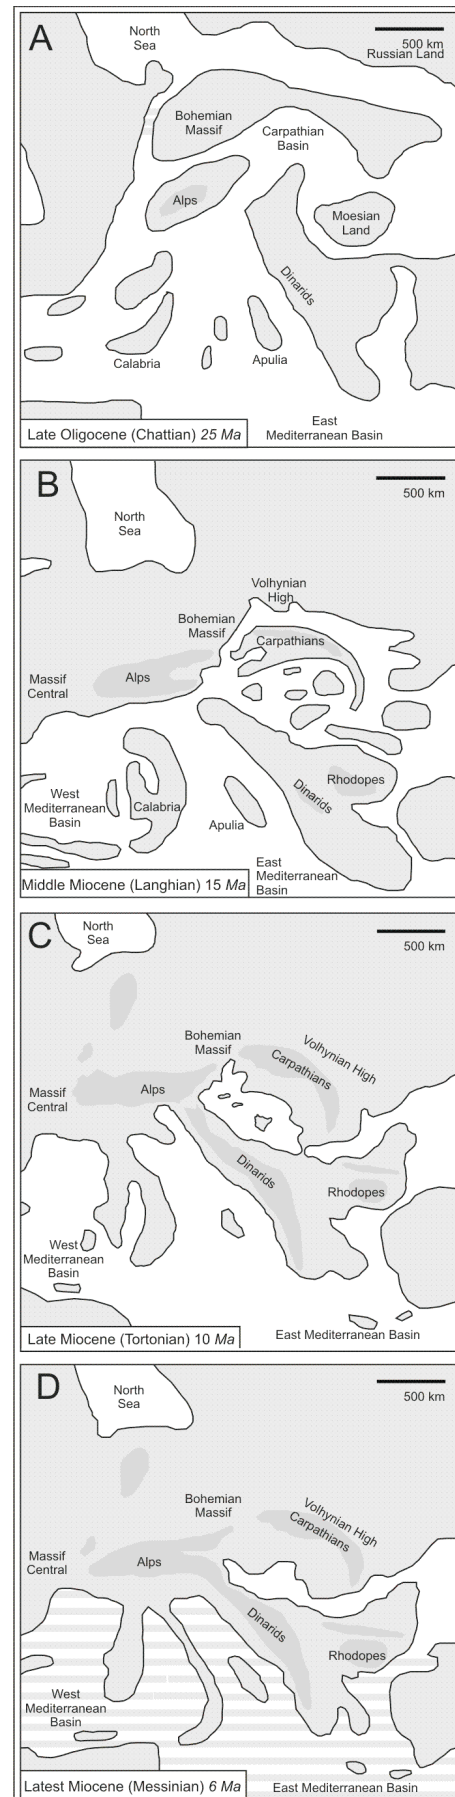 A
North
Sea
500 km
Russian Land
Bohemian
Massif
Carpathian
Basin
Alps
Moesian
Land
Dinarids
Calabria
Apulia
East
Mediterranean Basin
Late Oligocene (Chattian) 25 Ma
B
500 km
North
Sea
Volhynian
High
Bohemian
Massif
Carpathians
Massif
Central
Alps
West
Mediterranean
Basin
Calabria
Apulia
Dinarids
Rhodopes
East
Mediterranean
Basin
Middle Miocene (Langhian) 15 Ma
C
North
Sea
500 km
Bohemian
Massif
Volhynian High
Carpathians
Massif
Central
Alps
Dinarids
Rhodopes
West
Mediterranean
Basin
Late Miocene (Tortonian) 10 Ma
East Mediterranean Basin
D
North
Sea
500 km
Bohemian
Massif
Volhynian High
Carpathians
Massif
Central
Alps
Dinarids
Rhodopes
West
Mediterranean
Basin
Latest Miocene (Messinian) 6 Ma
East Mediterranean Basin